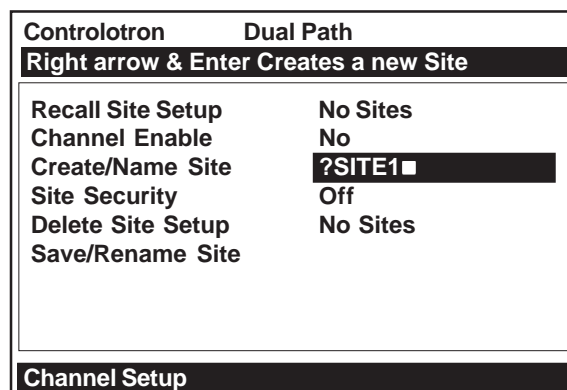 Controlotron Dual Path
Right arrow & Enter Creates a new Site
Recall Site Setup No Sites
Channel Enable No
Create/Name Site ?SITE1
Site Security Off
Delete Site Setup No Sites
Save/Rename Site
Channel Setup